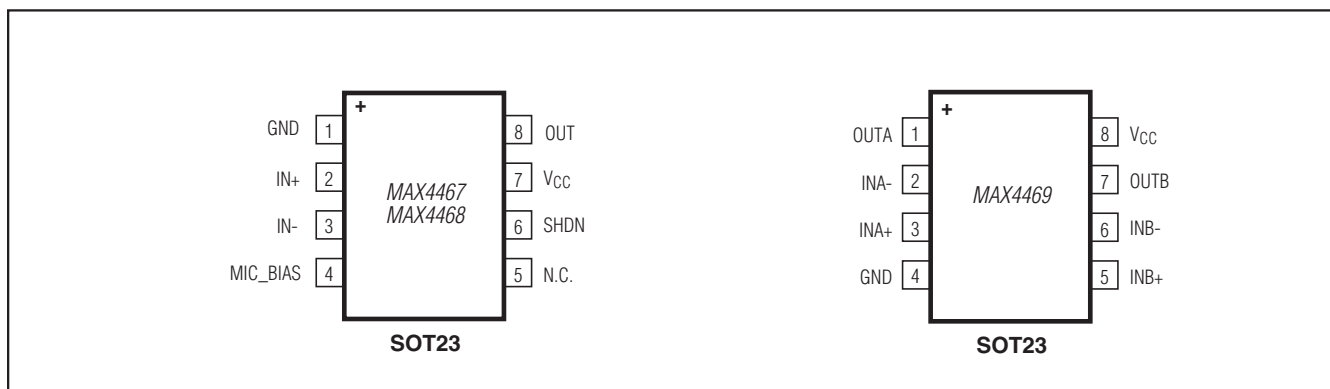 +
GND 1 8 OUT
IN+ 2 7 VCC
IN- 3 6 SHDN
MIC_BIAS 4 5 N.C.
MAX4467
MAX4468
SOT23
+
OUTA 1 8 VCC
INA- 2 7 OUTB
INA+ 3 6 INB-
GND 4 5 INB+
MAX4469
SOT23